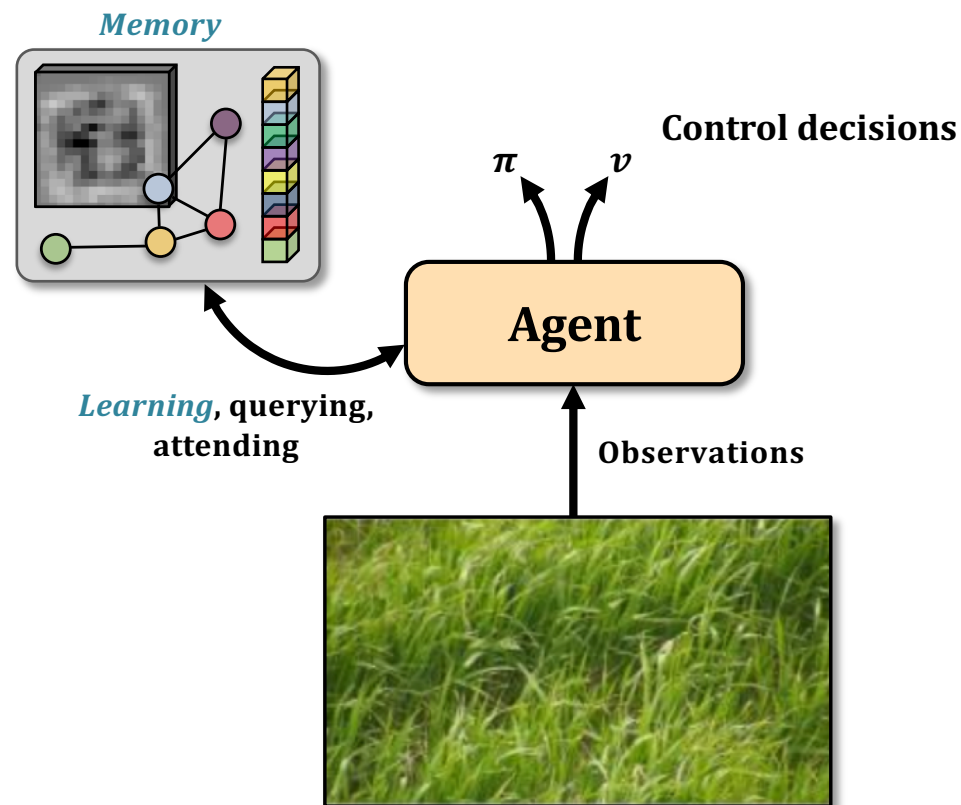 Memory
Control decisions
π
v
Agent
Learning, querying,
attending
Observations